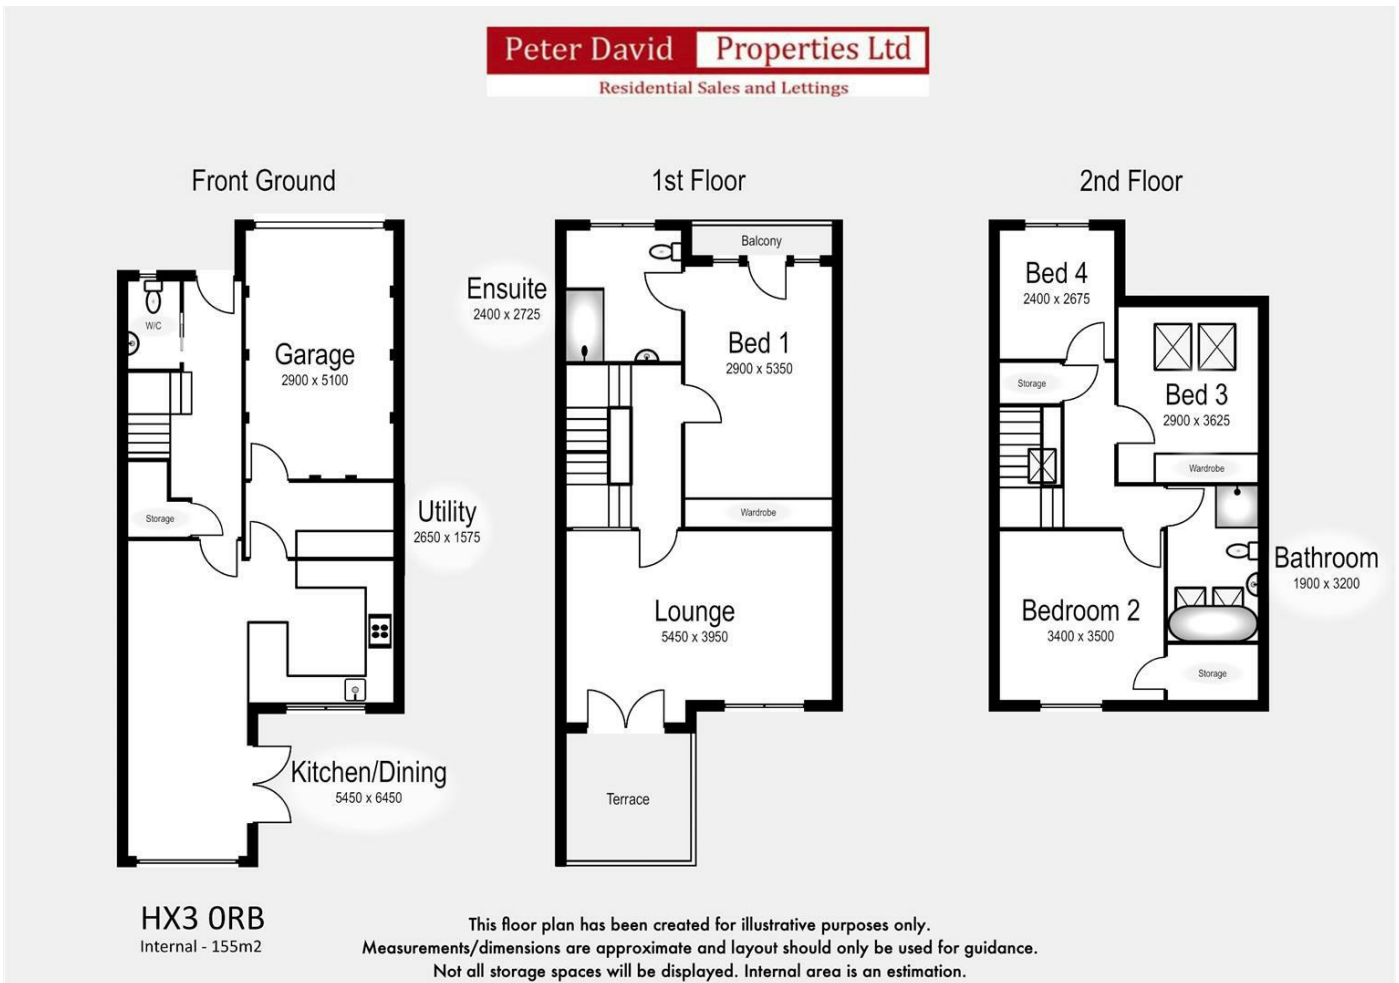 Peter David Properties Ltd
Residential Sales and Lettings
Front Ground
W/C
Garage
2900 x 5100
Storage
Utility
2650 x 1575
Kitchen/Dining
5450 x 6450
1st Floor
Balcony
Ensuite
2400 x 2725
Bed 1
2900 x 5350
Wardrobe
Lounge
5450 x 3950
Terrace
2nd Floor
Bed 4
2400 x 2675
Storage
Bed 3
2900 x 3625
Wardrobe
Bathroom
1900 x 3200
Bedroom 2
3400 x 3500
Storage
HX3 0RB
Internal - 155m2
This floor plan has been created for illustrative purposes only.
Measurements/dimensions are approximate and layout should only be used for guidance.
Not all storage spaces will be displayed. Internal area is an estimation.